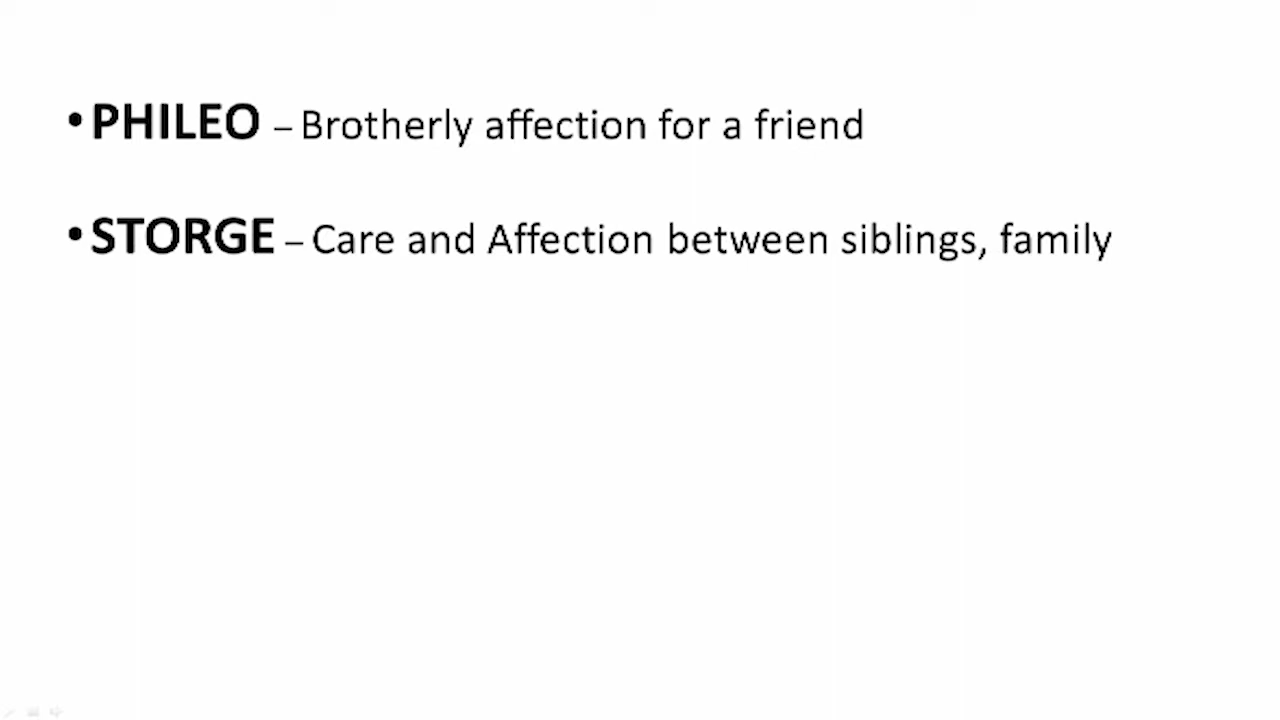 • PHILEO – Brotherly affection for a friend
• STORGE – Care and Affection between siblings, family